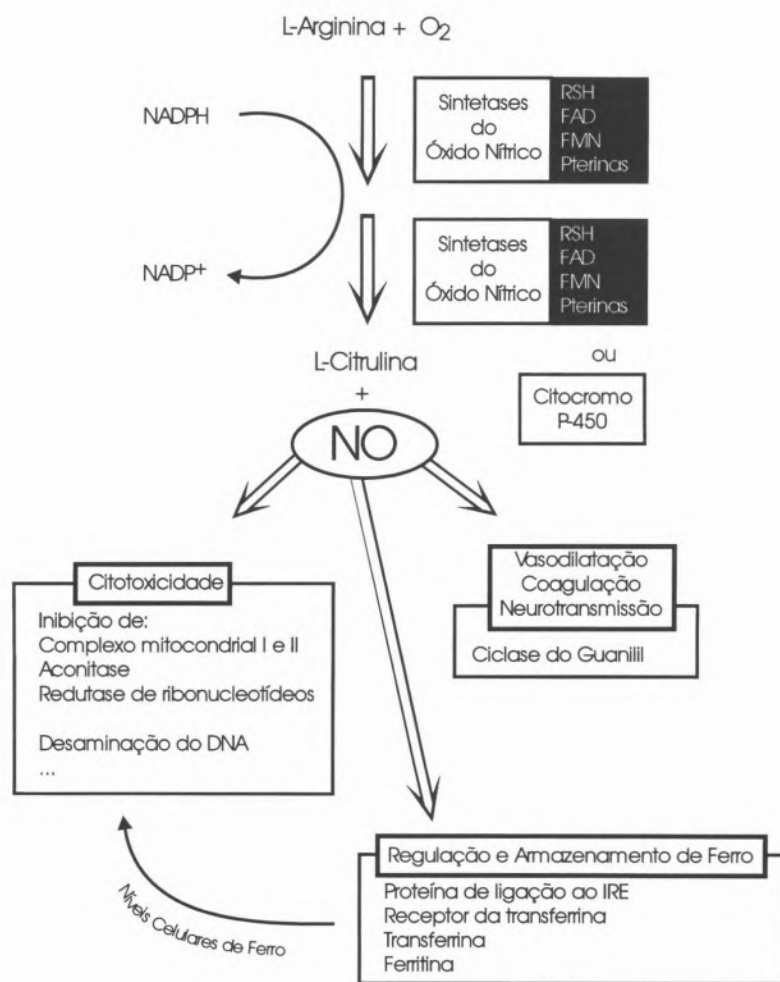 L-Arginina + O2
NADPH
Sintetases
do
Óxido Nítrico
RSH
FAD
FMN
Pterinas
NADP+
Sintetases
do
Óxido Nítrico
RSH
FAD
FMN
Pterinas
L-Citrulina
+
NO
ou
Citocromo
P-450
Citotoxicidade
Inibição de:
Complexo mitocondrial I e II
Aconitase
Redutase de ribonucleotídeos
Desaminação do DNA
...
Vasodilatação
Coagulação
Neurotransmissão
Ciclase do Guanilil
Níveis Celulares de Ferro
Regulação e Armazenamento de Ferro
Proteína de ligação ao IRE
Receptor da transferrina
Transferrina
Ferritina